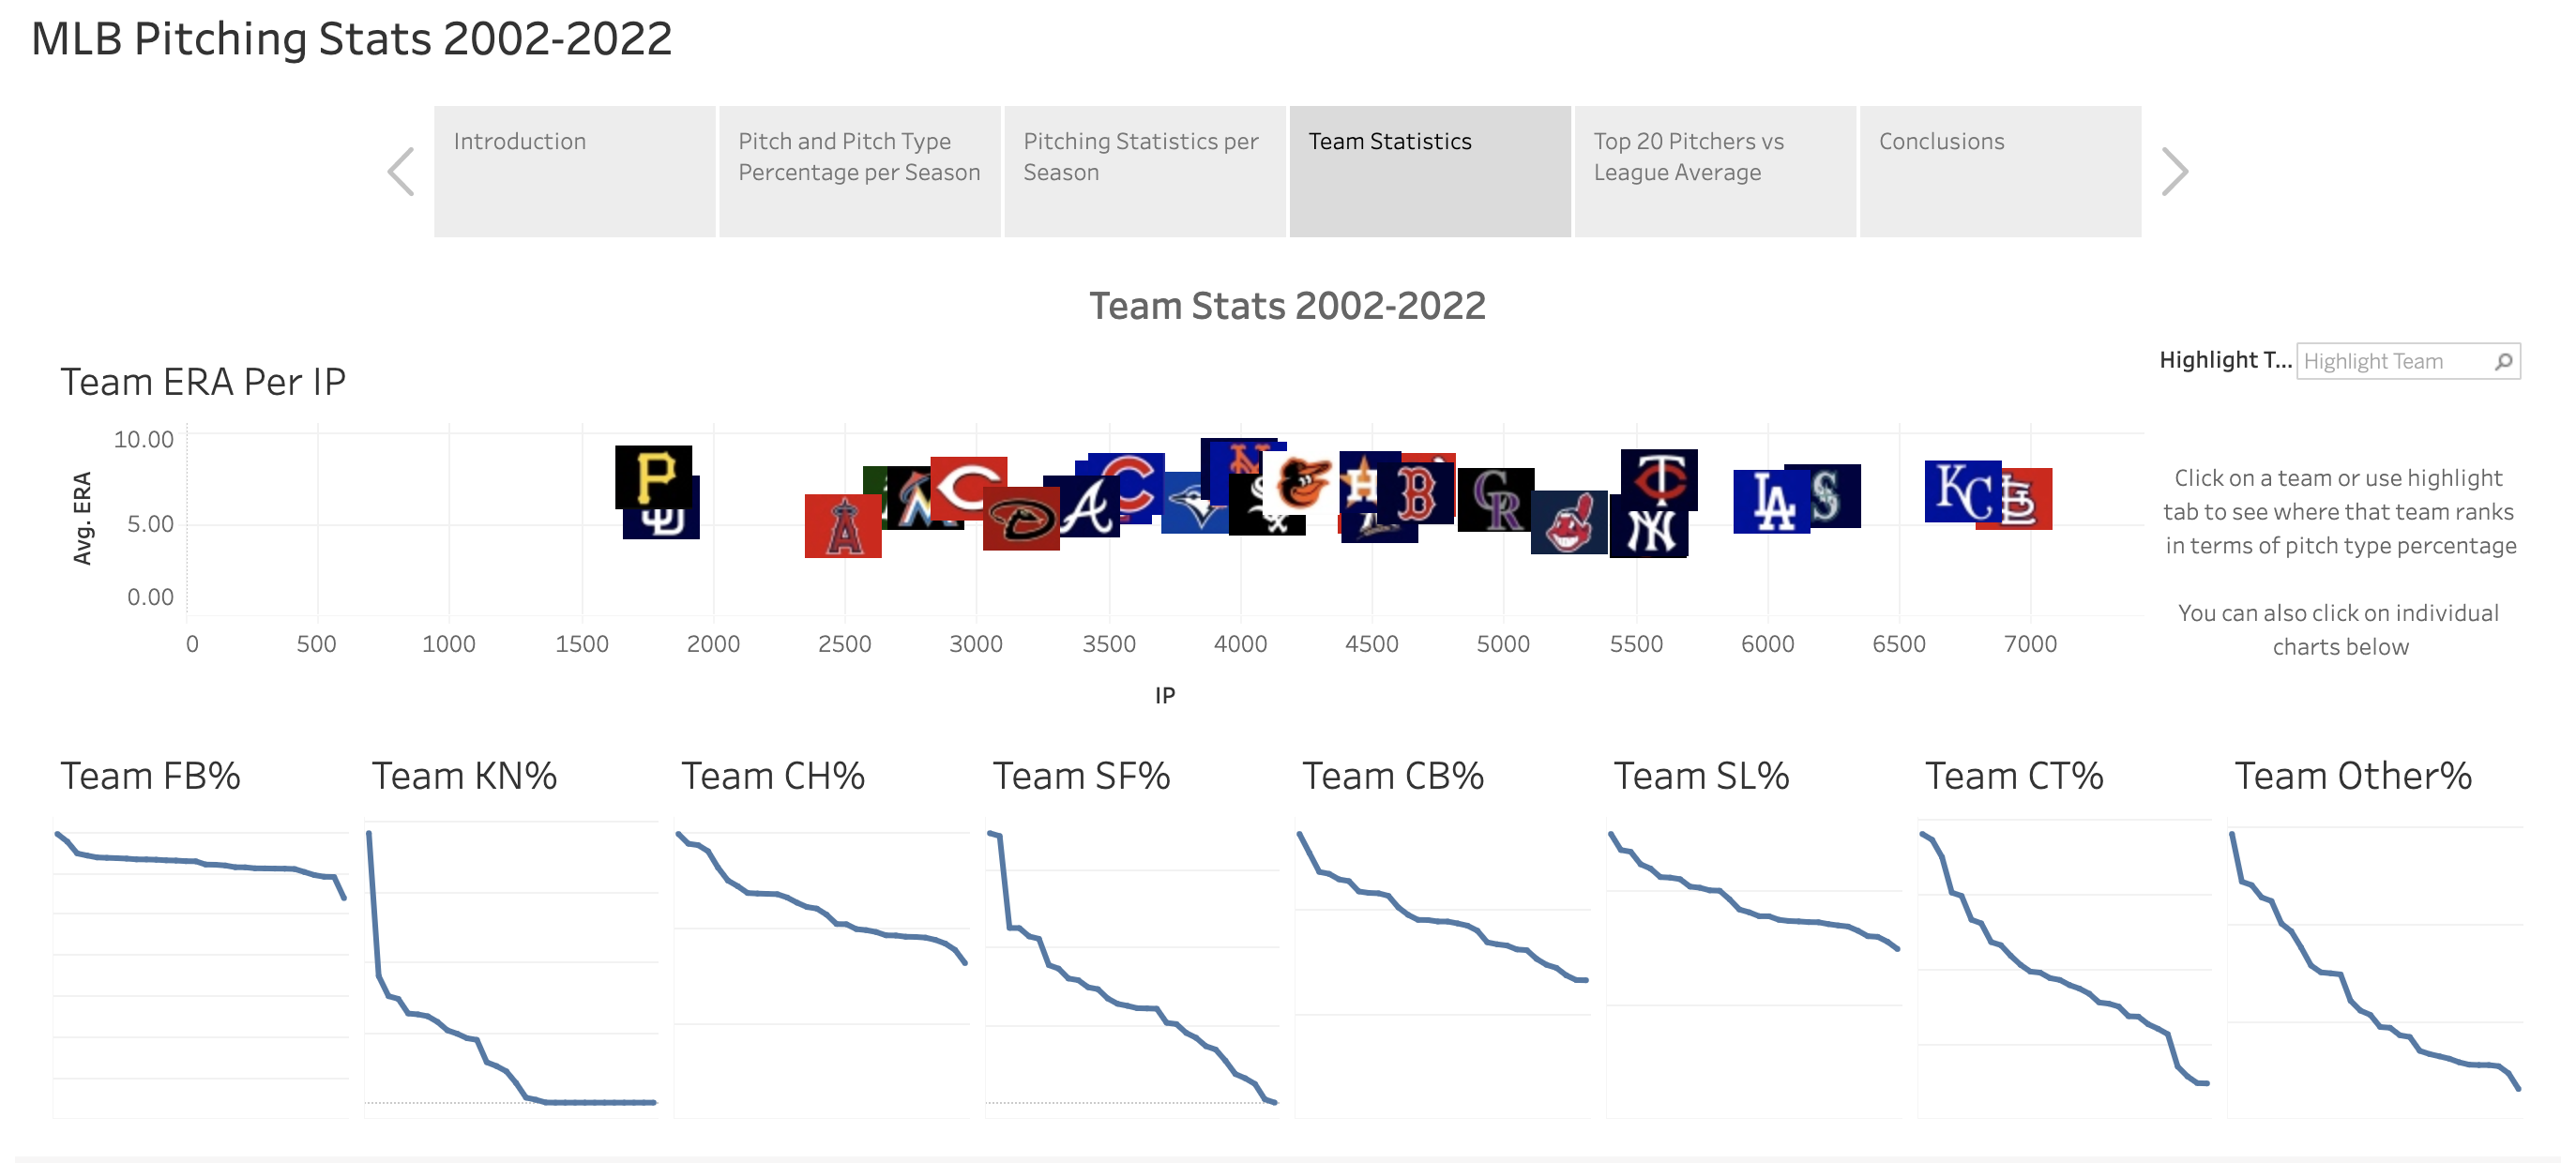 MLB Pitching Stats 2002-2022
Introduction
Pitch and Pitch Type
Percentage per Season
Pitching Statistics per
Season
Team Statistics
Top 20 Pitchers vs
League Average
Conclusions
Team Stats 2002-2022
Team ERA Per IP
Highlight T...
Highlight Team
Avg. ERA
10.00
5.00
0.00
P
A
C
A
C
B
CR
C
NY
LA
S
KC
0
500
1000
1500
2000
2500
3000
3500
4000
4500
5000
5500
6000
6500
7000
IP
Click on a team or use highlight
tab to see where that team ranks
in terms of pitch type percentage
You can also click on individual
charts below
Team FB%
Team KN%
Team CH%
Team SF%
Team CB%
Team SL%
Team CT%
Team Other%